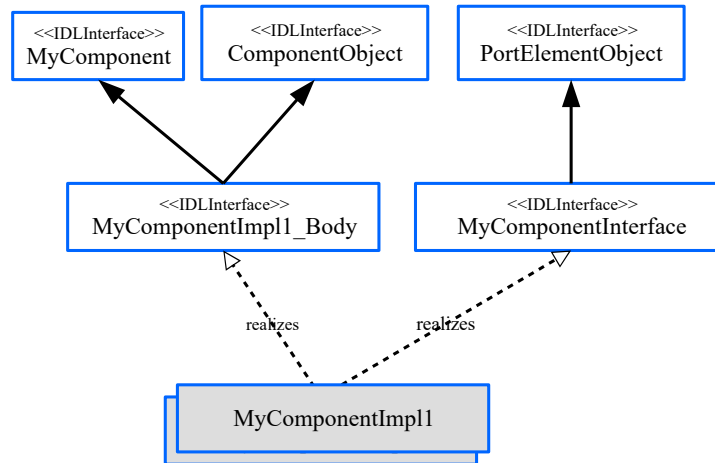 <<IDLInterface>>
MyComponent
<<IDLInterface>>
ComponentObject
<<IDLInterface>>
PortElementObject
<<IDLInterface>>
MyComponentImpl1_Body
<<IDLInterface>>
MyComponentInterface
realizes
realizes
MyComponentImpl1